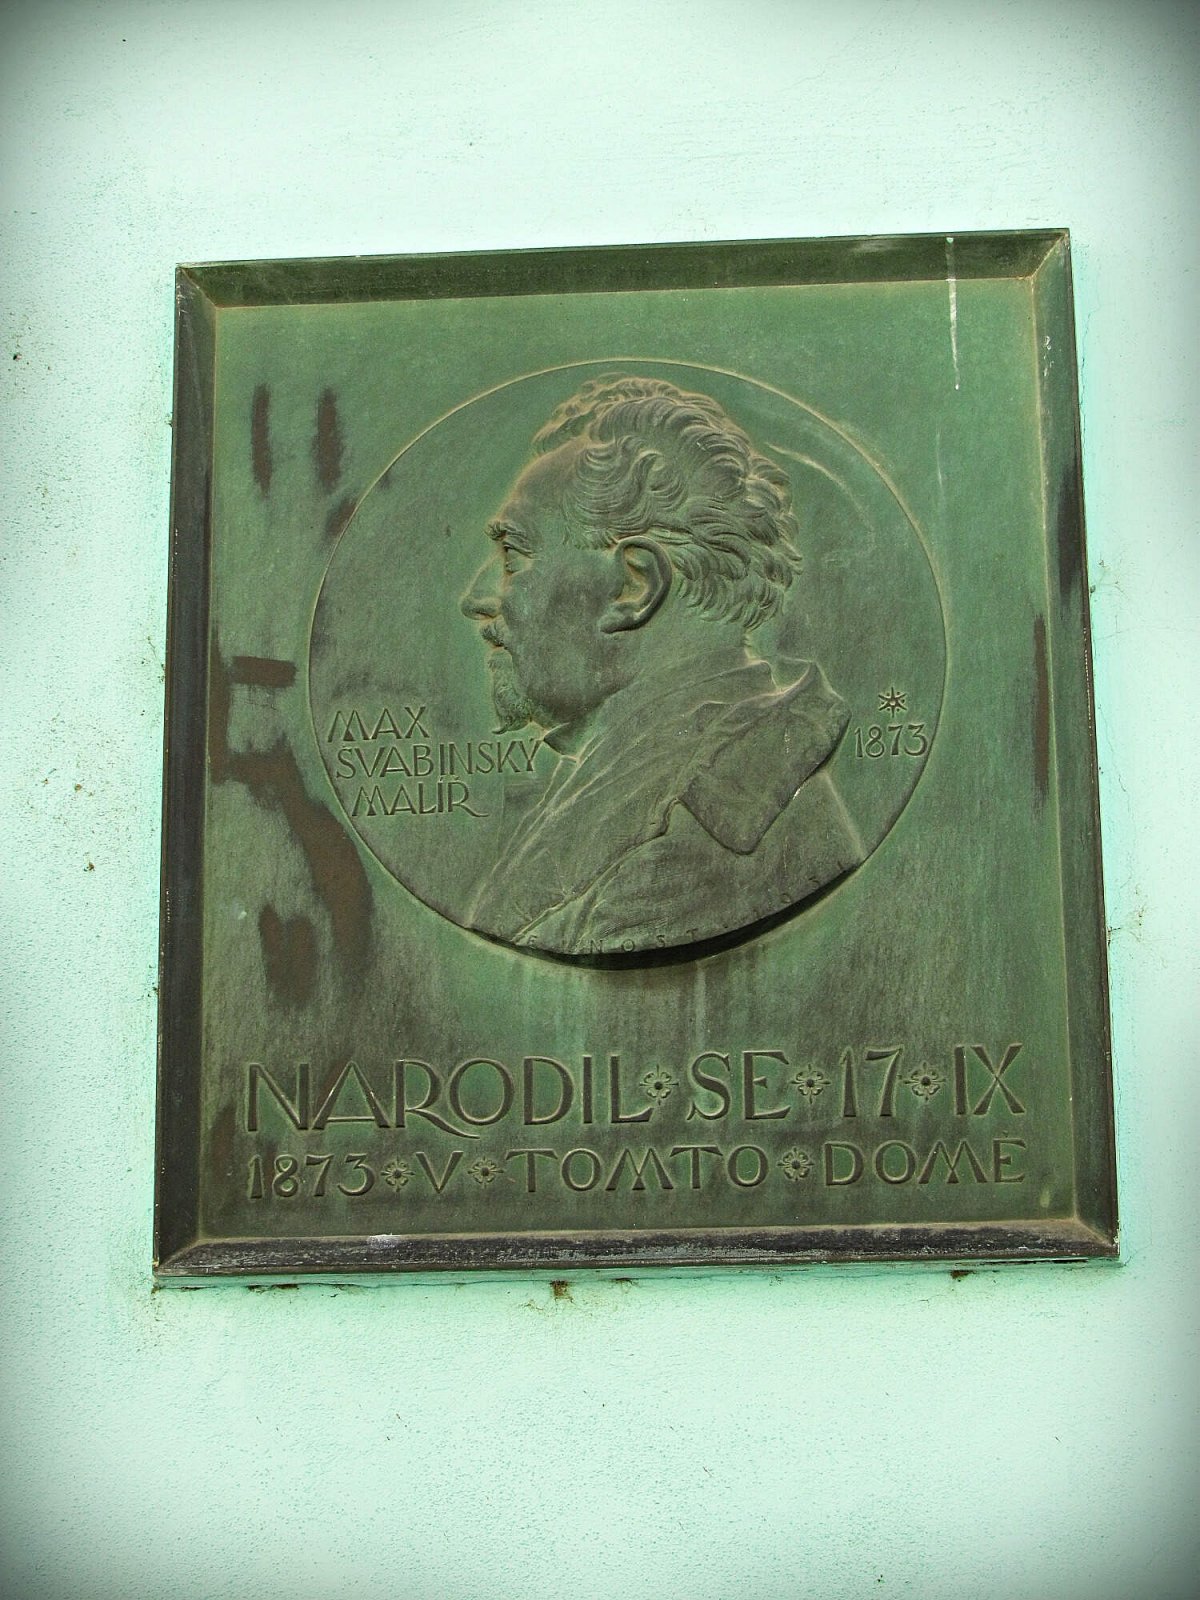 MAX
ŠVABINSKÝ
MALÍŘ
* 1873
NARODIL · SE · 17 · IX
1873 · V · TOMTO · DOMĚ